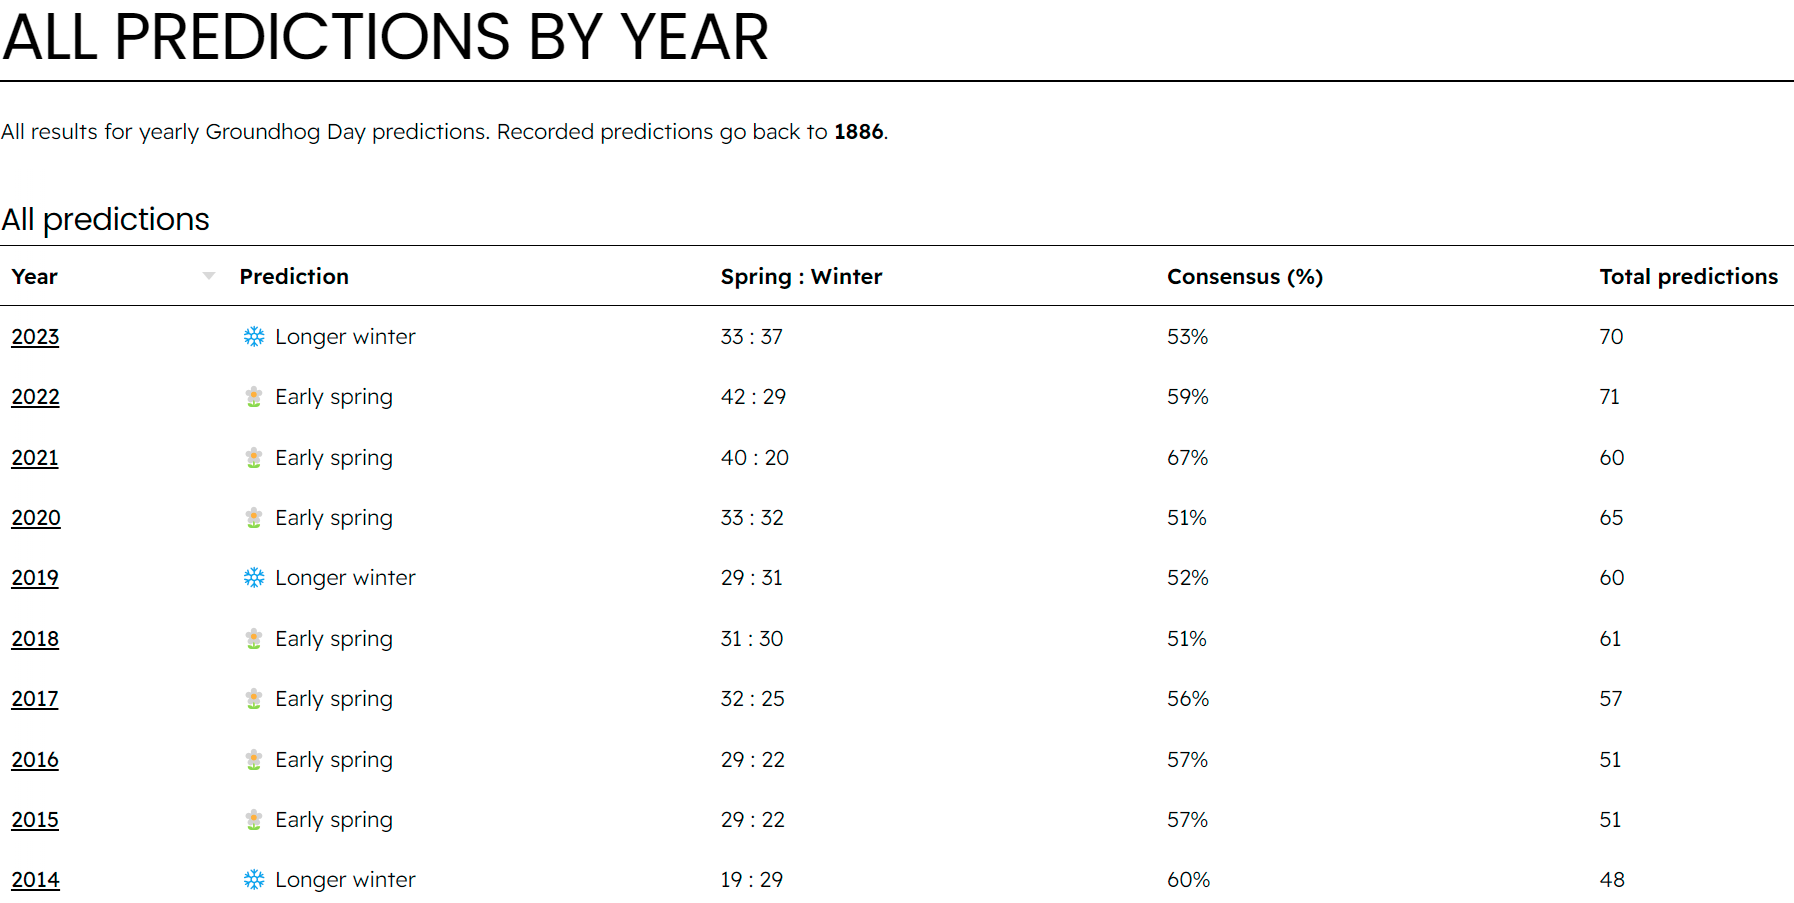 ALL PREDICTIONS BY YEAR
All results for yearly Groundhog Day predictions. Recorded predictions go back to 1886.
All predictions
Year Prediction Spring : Winter Consensus (%) Total predictions
2023 Longer winter 33 : 37 53% 70
2022 Early spring 42 : 29 59% 71
2021 Early spring 40 : 20 67% 60
2020 Early spring 33 : 32 51% 65
2019 Longer winter 29 : 31 52% 60
2018 Early spring 31 : 30 51% 61
2017 Early spring 32 : 25 56% 57
2016 Early spring 29 : 22 57% 51
2015 Early spring 29 : 22 57% 51
2014 Longer winter 19 : 29 60% 48